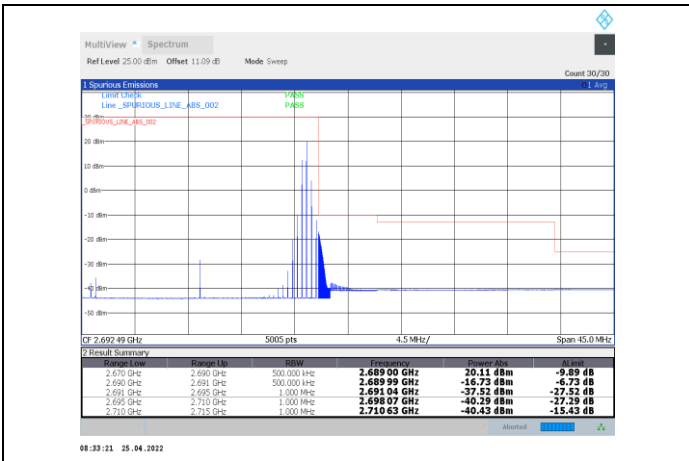 MultiView Spectrum
Ref Level 25.00 dBm Offset 11.09 dB Mode Sweep
Count 30/30
1 Spurious Emissions 1 Avg
Limit Check PASS
Line _SPURIOUS_LINE_ABS_002 PASS
30 dBm
_SPURIOUS_LINE_ABS_002
20 dBm
10 dBm
0 dBm
-10 dBm
-20 dBm
-30 dBm
-40 dBm
-50 dBm
CF 2.692 49 GHz 5005 pts 4.5 MHz/ Span 45.0 MHz
2 Result Summary
Range Low Range Up RBW Frequency Power Abs ΔLimit
2.670 GHz 2.690 GHz 500.000 kHz 2.689 00 GHz 20.11 dBm -9.89 dB
2.690 GHz 2.691 GHz 500.000 kHz 2.689 99 GHz -16.73 dBm -6.73 dB
2.691 GHz 2.695 GHz 1.000 MHz 2.691 04 GHz -37.52 dBm -27.52 dB
2.695 GHz 2.710 GHz 1.000 MHz 2.698 07 GHz -40.29 dBm -27.29 dB
2.710 GHz 2.715 GHz 1.000 MHz 2.710 63 GHz -40.43 dBm -15.43 dB
Aborted
08:33:21 25.04.2022